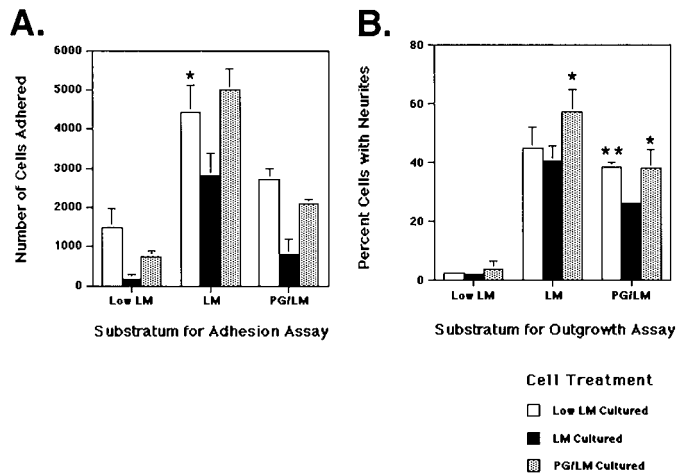 A.
B.
Number of Cells Adhered
6000
5000
4000
3000
2000
1000
0
*
Low LM
LM
PG/LM
Substratum for Adhesion Assay
Percent Cells with Neurites
80
60
40
20
0
*
**
*
Low LM
LM
PG/LM
Substratum for Outgrowth Assay
Cell Treatment
Low LM Cultured
LM Cultured
PG/LM Cultured